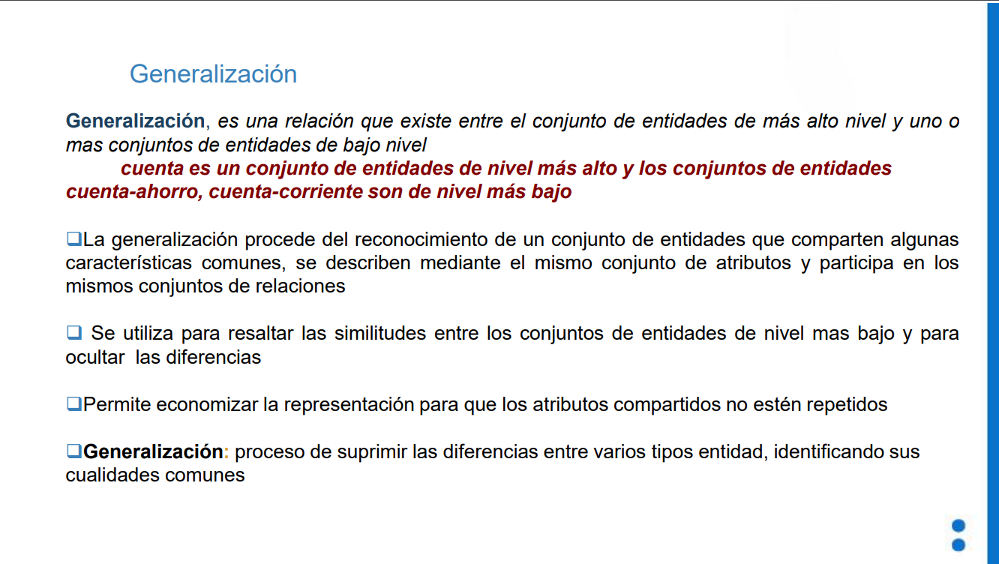 Generalización
Generalización, es una relación que existe entre el conjunto de entidades de más alto nivel y uno o
mas conjuntos de entidades de bajo nivel
cuenta es un conjunto de entidades de nivel más alto y los conjuntos de entidades
cuenta-ahorro, cuenta-corriente son de nivel más bajo
❑La generalización procede del reconocimiento de un conjunto de entidades que comparten algunas
características comunes, se describen mediante el mismo conjunto de atributos y participa en los
mismos conjuntos de relaciones
❑ Se utiliza para resaltar las similitudes entre los conjuntos de entidades de nivel mas bajo y para
ocultar  las diferencias
❑Permite economizar la representación para que los atributos compartidos no estén repetidos
❑Generalización: proceso de suprimir las diferencias entre varios tipos entidad, identificando sus
cualidades comunes